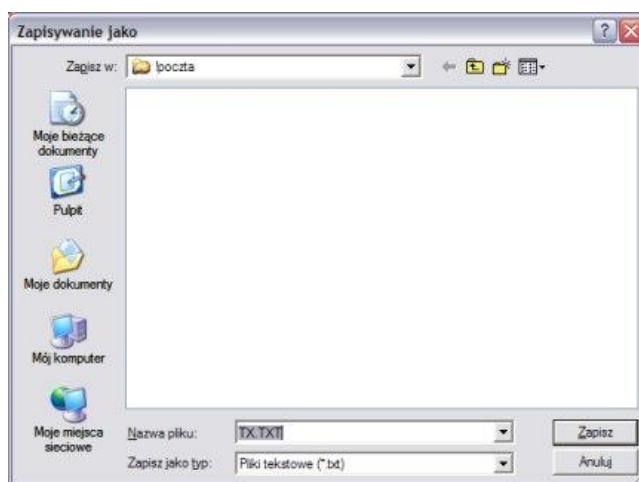 Zapisywanie jako
Zapisz w: !poczta
Moje bieżące
dokumenty
Pulpit
Moje dokumenty
Mój komputer
Moje miejsca
sieciowe
Nazwa pliku: TX.TXT Zapisz
Zapisz jako typ: Pliki tekstowe (*.txt) Anuluj